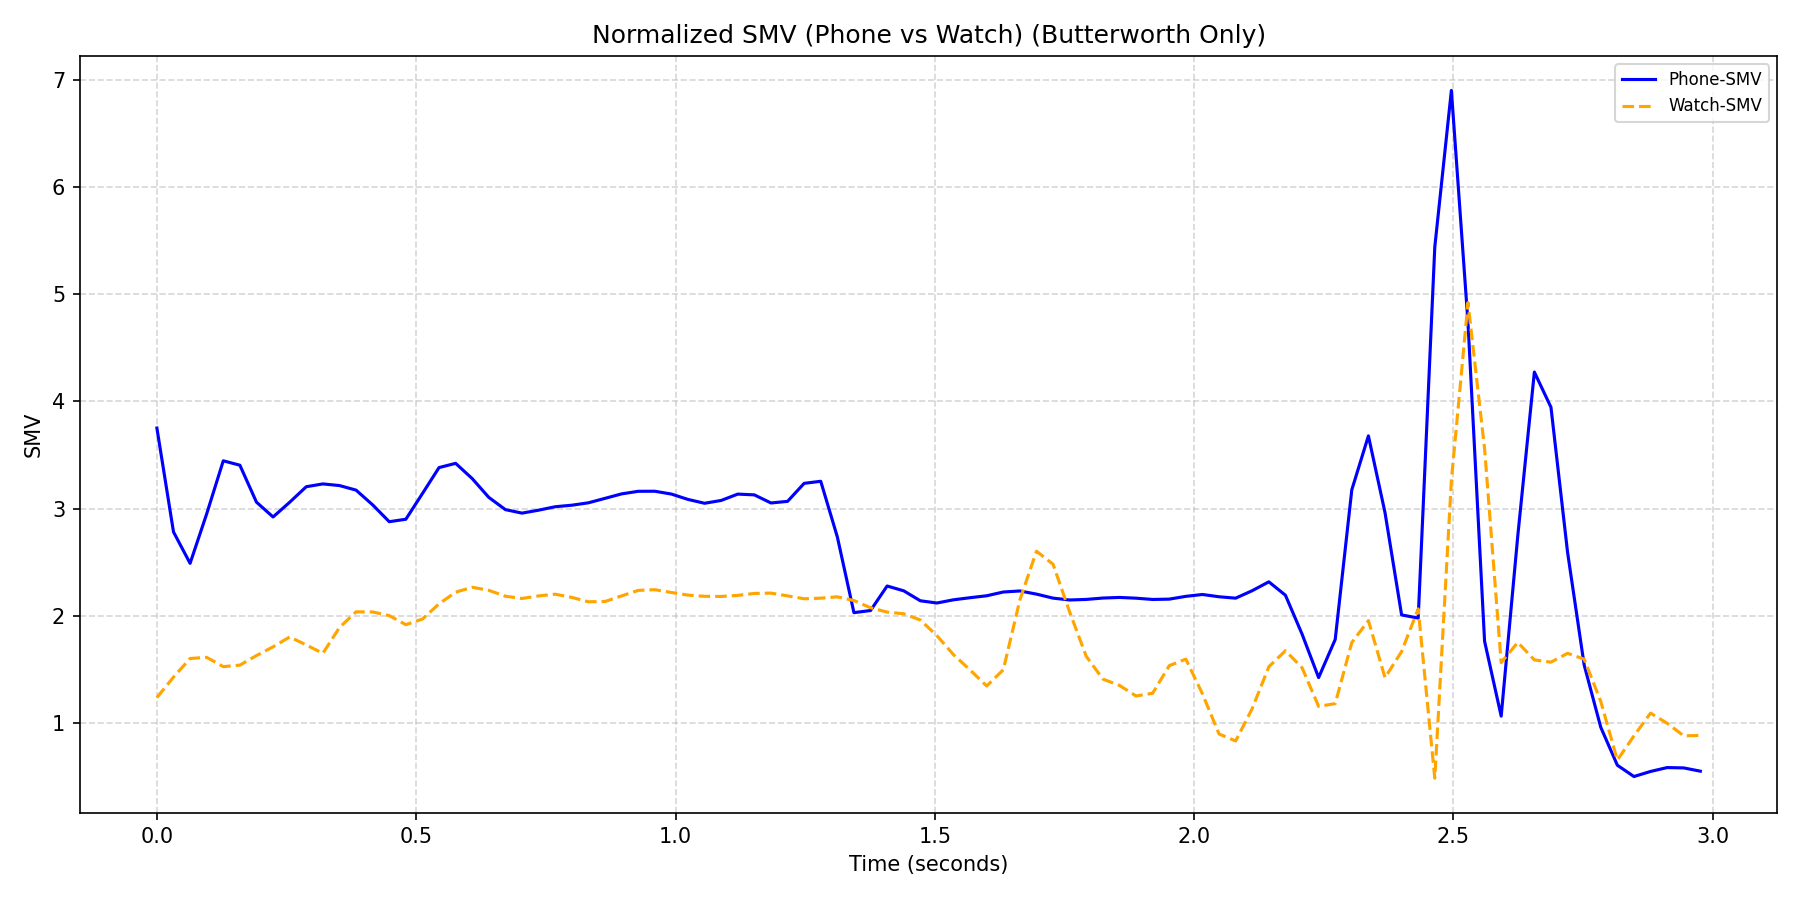 Normalized SMV (Phone vs Watch) (Butterworth Only)
Phone-SMV
Watch-SMV
SMV
7
6
5
4
3
2
1
0.0 0.5 1.0 1.5 2.0 2.5 3.0
Time (seconds)